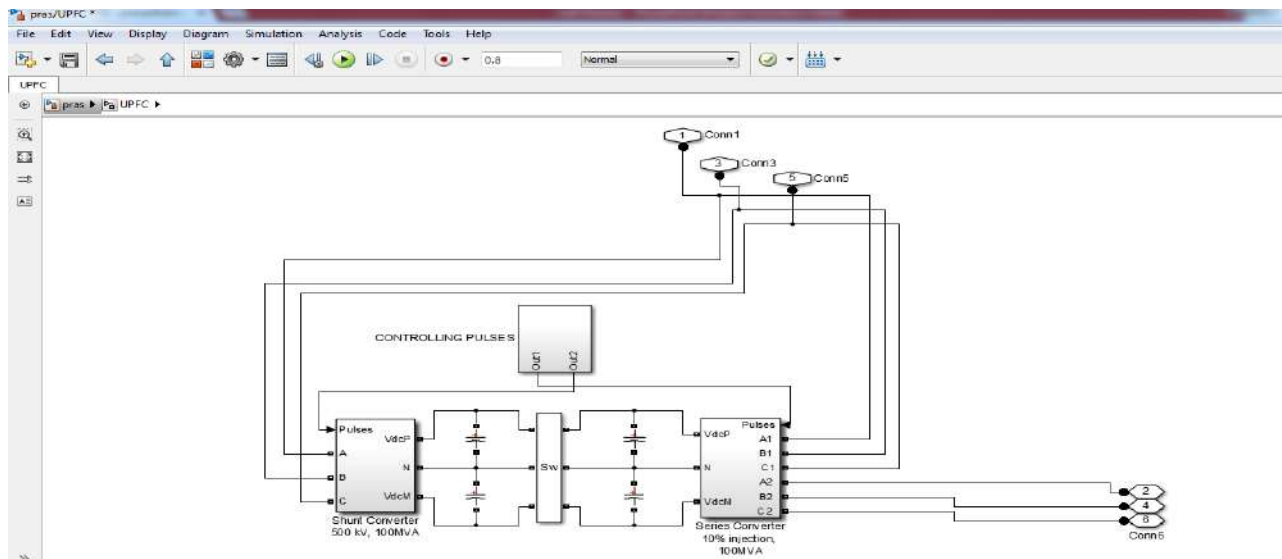 pras/UPFC *
File Edit View Display Diagram Simulation Analysis Code Tools Help
0.8 Normal
UPFC
pras UPFC
1 Conn1
3 Conn3
5 Conn5
CONTROLLING PULSES
Out1 Out2
Pulses
A
B
C
VdcP
N
VdcM
Shunt Converter
500 kV, 100MVA
Sw
VdcP
N
VdcM
Pulses
A1
B1
C1
A2
B2
C2
Series Converter
10% injection,
100MVA
2
4
6
Conn6